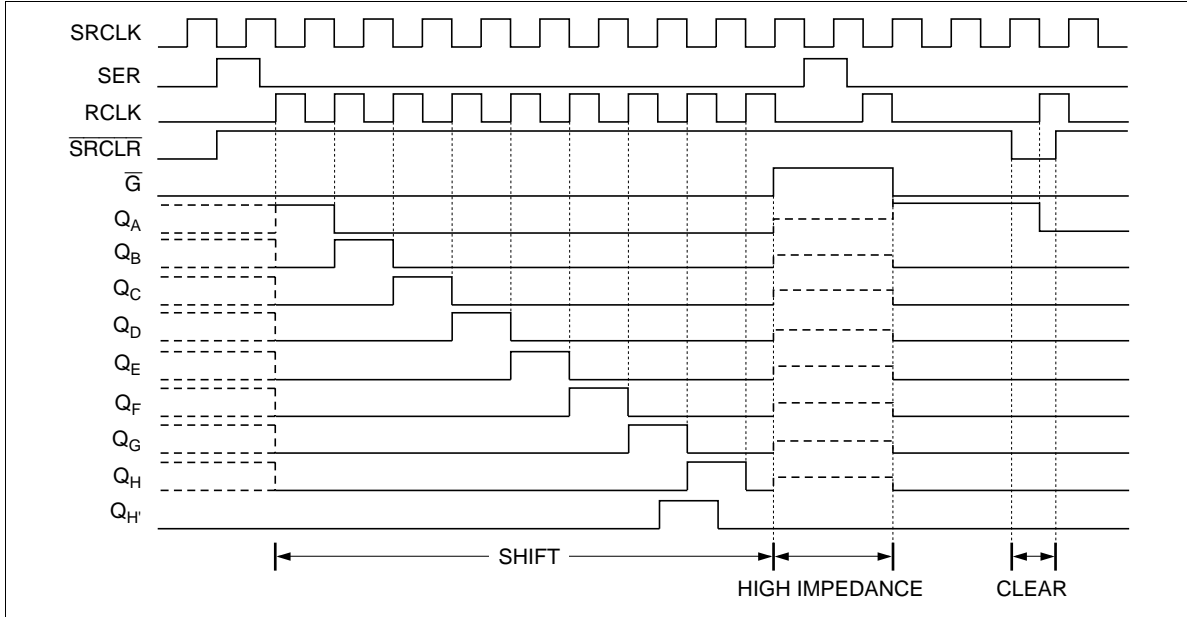 SRCLK
SER
RCLK
SRCLR
G
QA
QB
QC
QD
QE
QF
QG
QH
QH'
SHIFT
HIGH IMPEDANCE
CLEAR